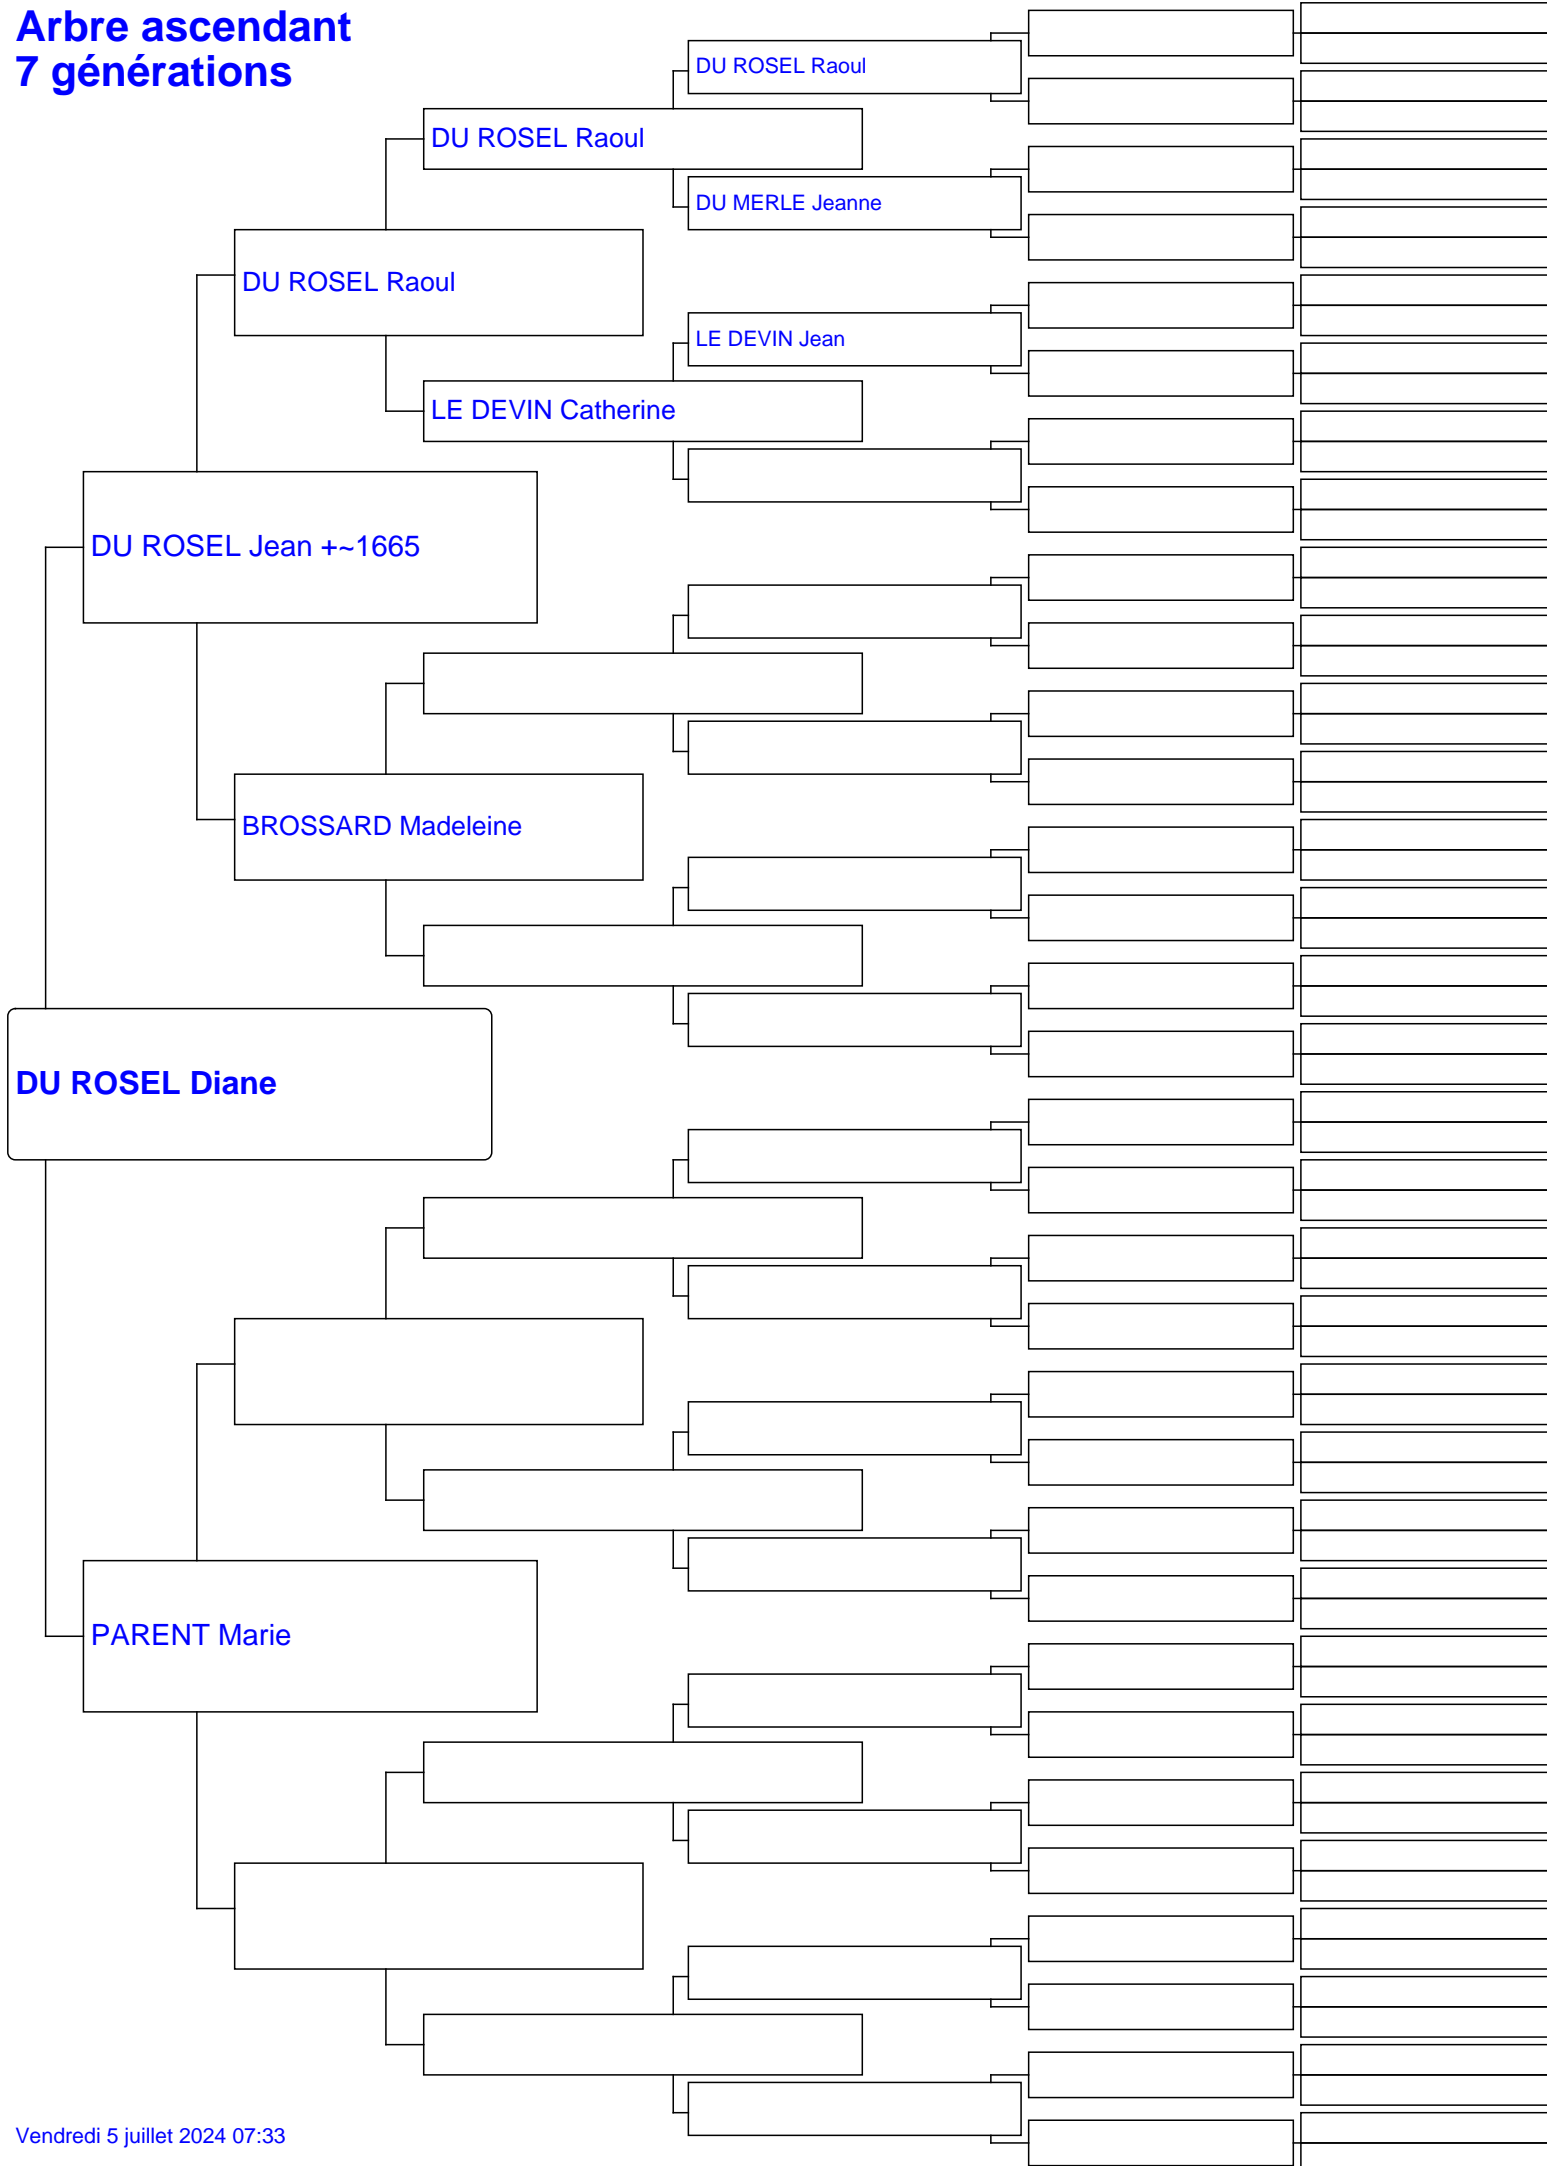 Arbre ascendant
7 générations
DU ROSEL Raoul
DU ROSEL Raoul
DU MERLE Jeanne
DU ROSEL Raoul
LE DEVIN Jean
LE DEVIN Catherine
DU ROSEL Jean +~1665
BROSSARD Madeleine
DU ROSEL Diane
PARENT Marie
Vendredi 5 juillet 2024 07:33